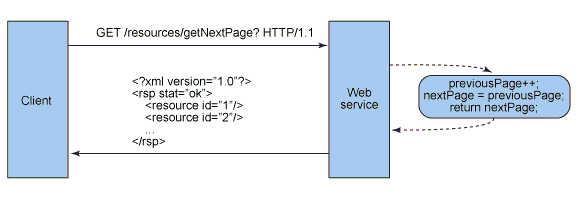 GET /resources/getNextPage? HTTP/1.1
Client
<?xml version="1.0"?>
<rsp stat="ok">
<resource id="1"/>
<resource id="2"/>
...
</rsp>
Web
service
previousPage++;
nextPage = previousPage;
return nextPage;